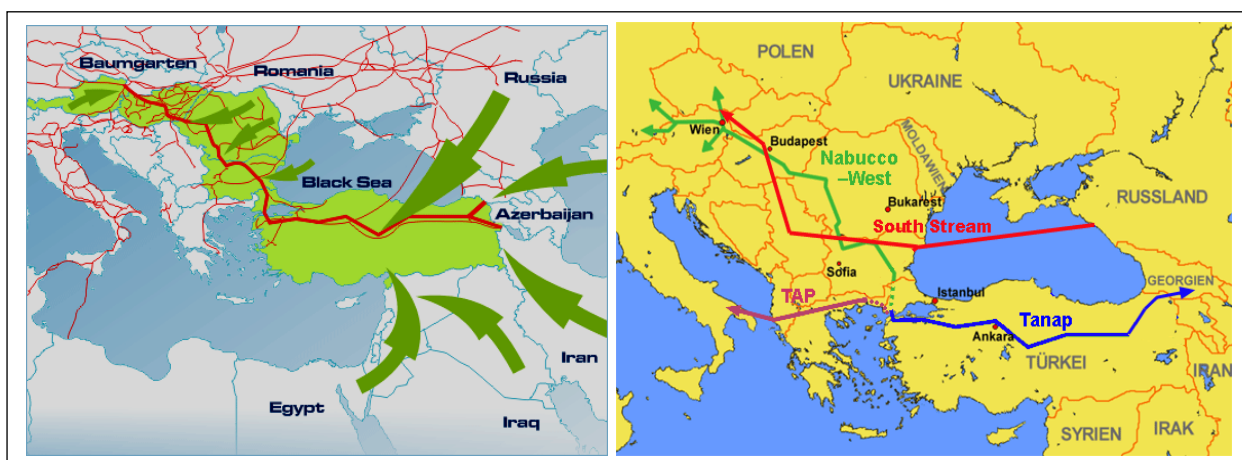 Baumgarten
Romania
Russia
Black Sea
Azerbaijan
Iran
Egypt
Iraq
POLEN
UKRAINE
Wien
Budapest
MOLDAWIEN
Nabucco
–West
RUSSLAND
Bukarest
South Stream
Sofia
GEORGIEN
TAP
Istanbul
Tanap
Ankara
TÜRKEI
IRAN
SYRIEN
IRAK